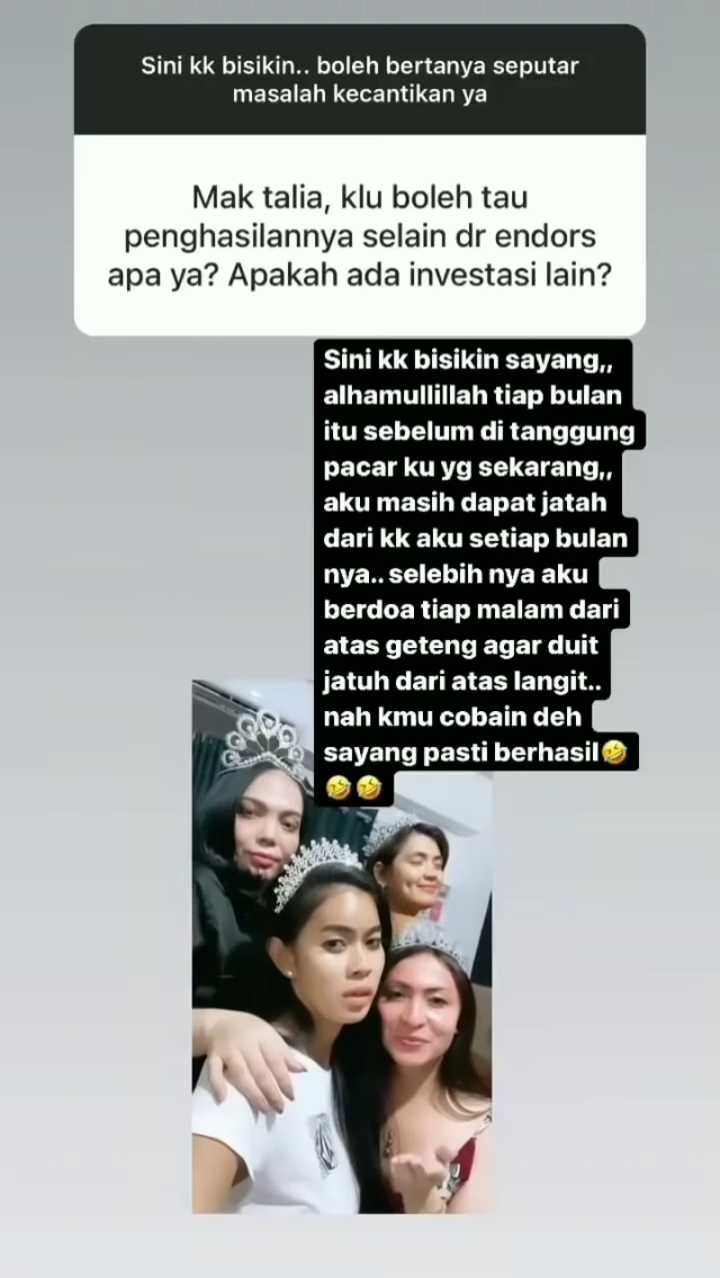 Sini kk bisikin.. boleh bertanya seputar
masalah kecantikan ya
Mak talia, klu boleh tau
penghasilannya selain dr endors
apa ya? Apakah ada investasi lain?
Sini kk bisikin sayang,,
alhamullillah tiap bulan
itu sebelum di tanggung
pacar ku yg sekarang,,
aku masih dapat jatah
dari kk aku setiap bulan
nya.. selebih nya aku
berdoa tiap malam dari
atas geteng agar duit
jatuh dari atas langit..
nah kmu cobain deh
sayang pasti berhasil🤣
🤣🤣